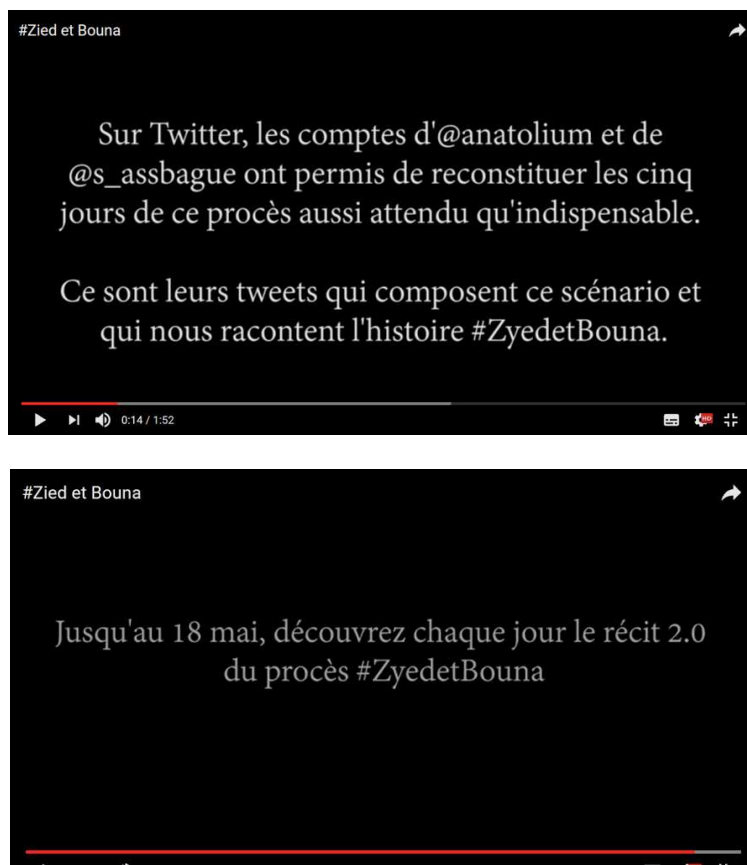 #Zied et Bouna
Sur Twitter, les comptes d'@anatolium et de
@s_assbague ont permis de reconstituer les cinq
jours de ce procès aussi attendu qu'indispensable.
Ce sont leurs tweets qui composent ce scénario et
qui nous racontent l'histoire #ZyedetBouna.
0:14 / 1:52
HD
#Zied et Bouna
Jusqu'au 18 mai, découvrez chaque jour le récit 2.0
du procès #ZyedetBouna